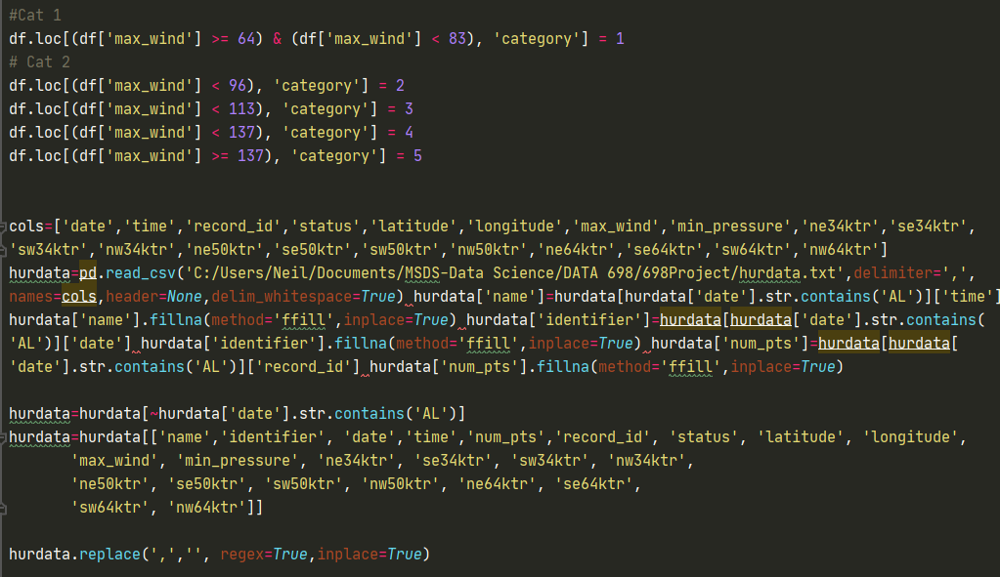 #Cat 1
df.loc[(df['max_wind'] >= 64) & (df['max_wind'] < 83), 'category'] = 1
# Cat 2
df.loc[(df['max_wind'] < 96), 'category'] = 2
df.loc[(df['max_wind'] < 113), 'category'] = 3
df.loc[(df['max_wind'] < 137), 'category'] = 4
df.loc[(df['max_wind'] >= 137), 'category'] = 5
cols=['date','time','record_id','status','latitude','longitude','max_wind','min_pressure','ne34ktr','se34ktr',
'sw34ktr','nw34ktr','ne50ktr','se50ktr','sw50ktr','nw50ktr','ne64ktr','se64ktr','sw64ktr','nw64ktr']
hurdata=pd.read_csv('C:/Users/Neil/Documents/MSDS-Data Science/DATA 698/698Project/hurdata.txt',delimiter=',',
names=cols,header=None,delim_whitespace=True) hurdata['name']=hurdata[hurdata['date'].str.contains('AL')]['time']
hurdata['name'].fillna(method='ffill',inplace=True) hurdata['identifier']=hurdata[hurdata['date'].str.contains(
'AL')]['date'] hurdata['identifier'].fillna(method='ffill',inplace=True) hurdata['num_pts']=hurdata[hurdata[
'date'].str.contains('AL')]['record_id'] hurdata['num_pts'].fillna(method='ffill',inplace=True)
hurdata=hurdata[~hurdata['date'].str.contains('AL')]
hurdata=hurdata[['name','identifier', 'date','time','num_pts','record_id', 'status', 'latitude', 'longitude',
'max_wind', 'min_pressure', 'ne34ktr', 'se34ktr', 'sw34ktr', 'nw34ktr',
'ne50ktr', 'se50ktr', 'sw50ktr', 'nw50ktr', 'ne64ktr', 'se64ktr',
'sw64ktr', 'nw64ktr']]
hurdata.replace(',','', regex=True,inplace=True)